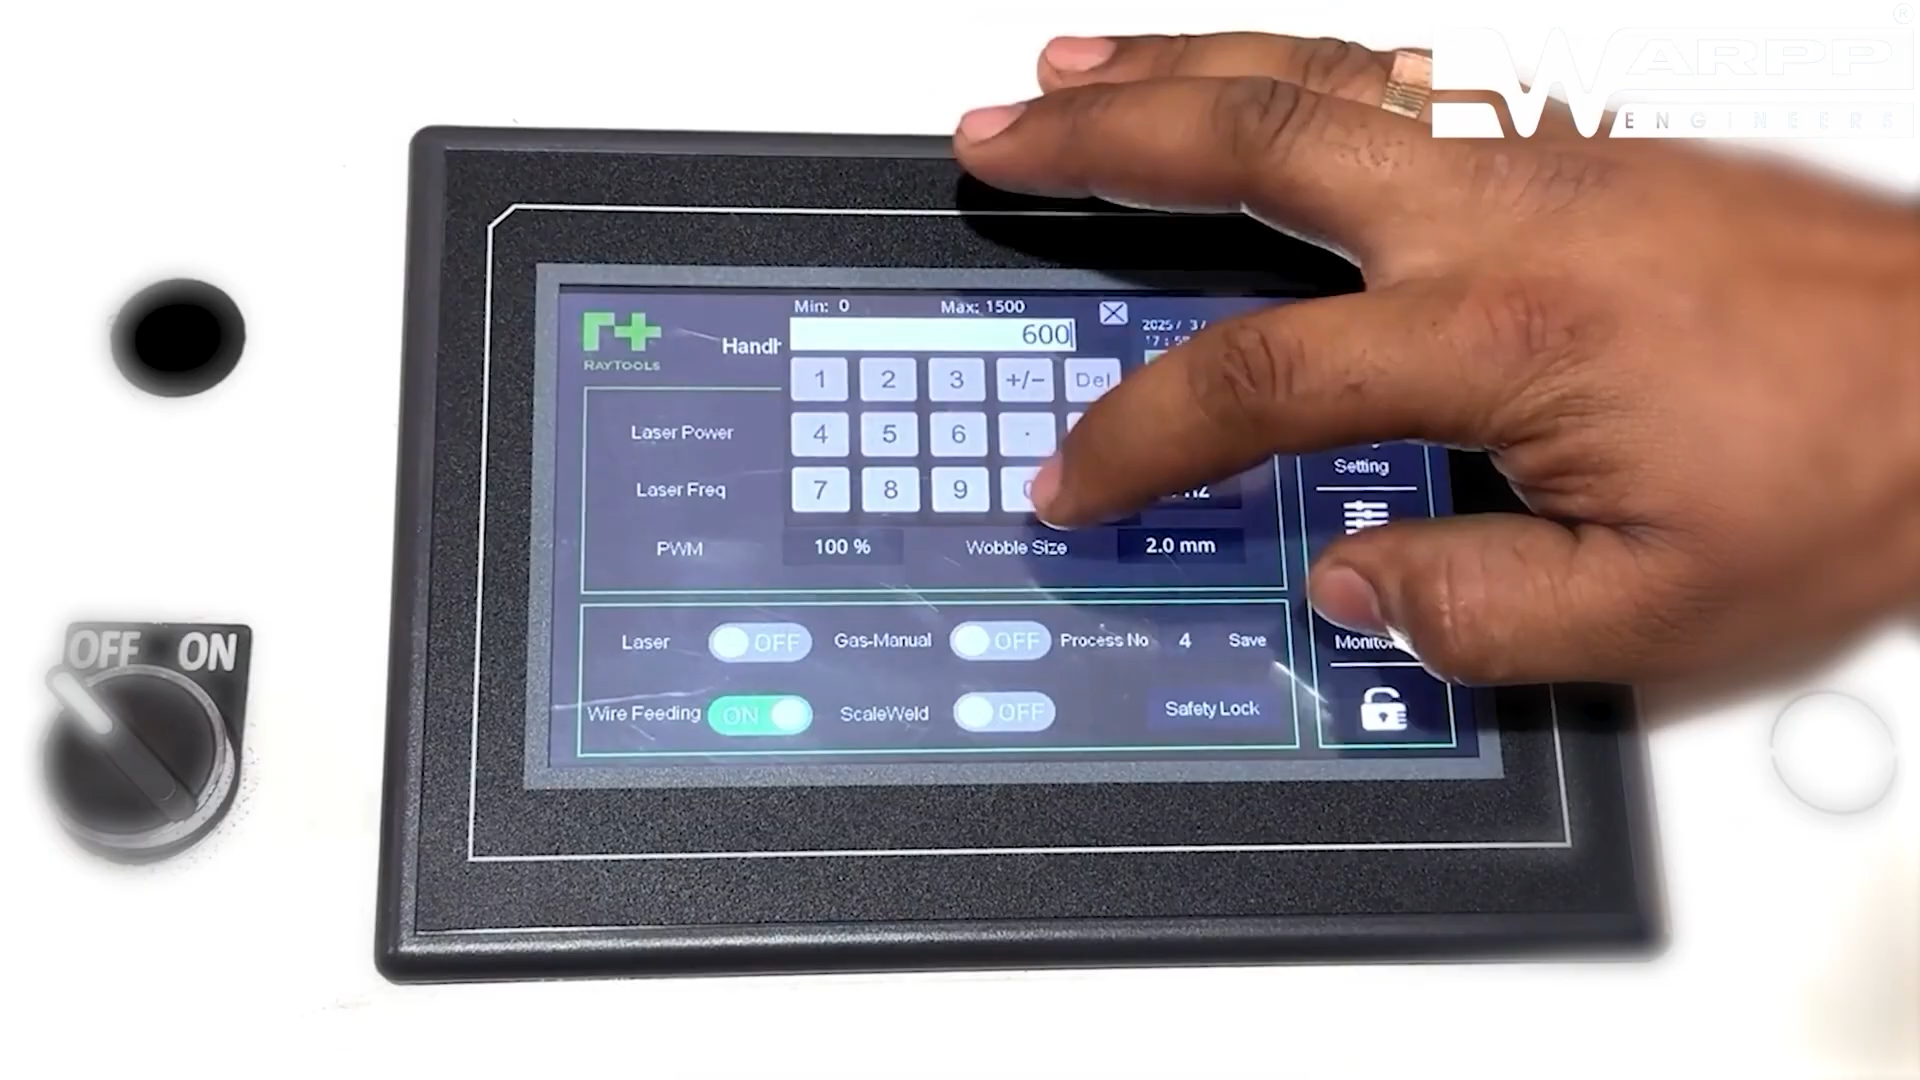 WARPP
ENGINEERS
®
Min: 0 Max: 1500
600
RAYTOOLS
Handh
2025/ 3/
1 2 3 +/- Del
Laser Power 4 5 6 .
Setting
Laser Freq 7 8 9
PWM 100 % Wobble Size 2.0 mm
OFF ON
Laser OFF Gas-Manual OFF Process No 4 Save
Monitor
Wire Feeding ON ScaleWeld OFF Safety Lock